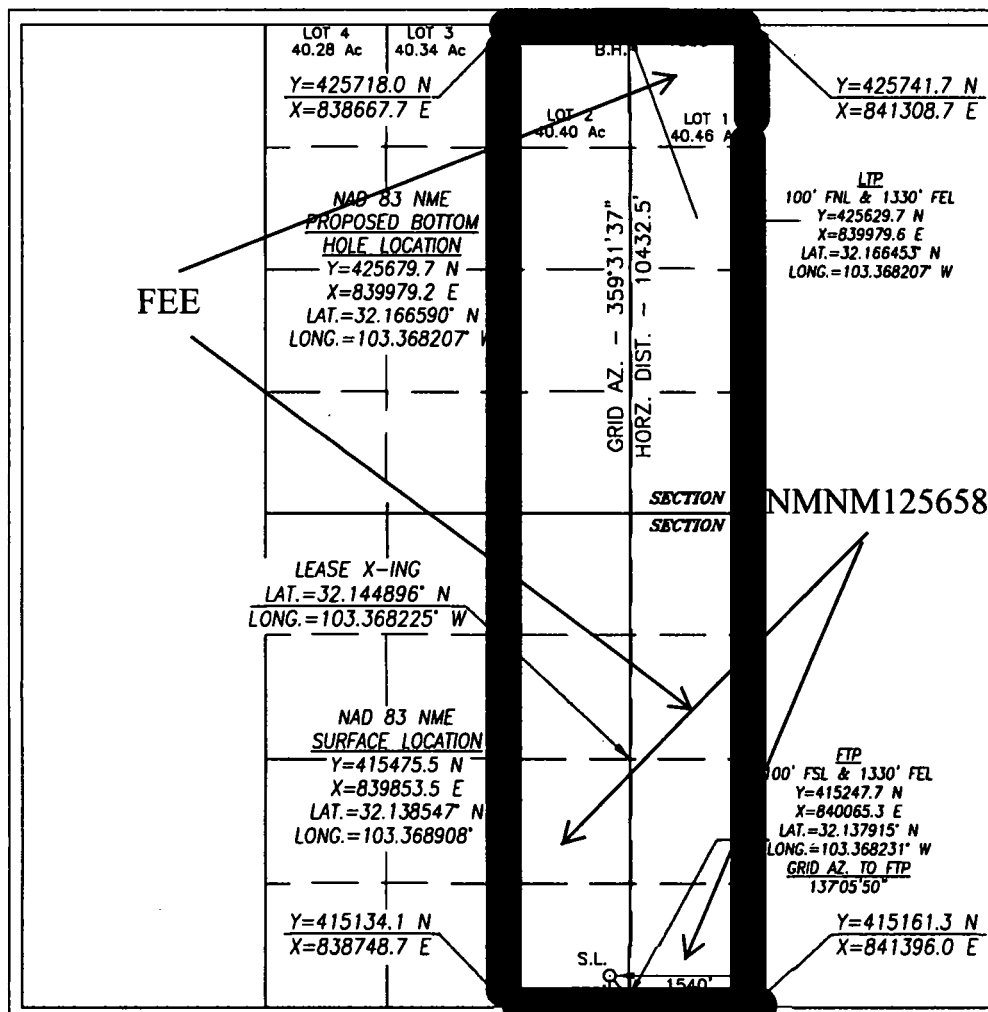 LOT 4
40.28 Ac
LOT 3
40.34 Ac
B.H.
Y=425718.0 N
X=838667.7 E
Y=425741.7 N
X=841308.7 E
LOT 2
40.40 Ac
LOT 1
40.46 A
NAD 83 NME
PROPOSED BOTTOM
HOLE LOCATION
Y=425679.7 N
X=839979.2 E
LAT.=32.166590° N
LONG.=103.368207° W
LTP
100' FNL & 1330' FEL
Y=425629.7 N
X=839979.6 E
LAT.=32.166453° N
LONG.=103.368207° W
FEE
GRID AZ. - 359°31'37"
HORZ. DIST. ~ 10432.5'
SECTION
SECTION
NMNM125658
LEASE X-ING
LAT.=32.144896° N
LONG.=103.368225° W
NAD 83 NME
SURFACE LOCATION
Y=415475.5 N
X=839853.5 E
LAT.=32.138547° N
LONG.=103.368908°
FTP
00' FSL & 1330' FEL
Y=415247.7 N
X=840065.3 E
LAT.=32.137915° N
LONG.=103.368231° W
GRID AZ. TO FTP
137°05'50"
Y=415134.1 N
X=838748.7 E
Y=415161.3 N
X=841396.0 E
S.L.
1540'